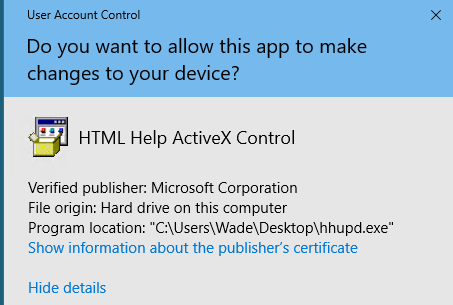 User Account Control
Do you want to allow this app to make
changes to your device?
HTML Help ActiveX Control
Verified publisher: Microsoft Corporation
File origin: Hard drive on this computer
Program location: "C:\Users\Wade\Desktop\hhupd.exe"
Show information about the publisher's certificate
Hide details